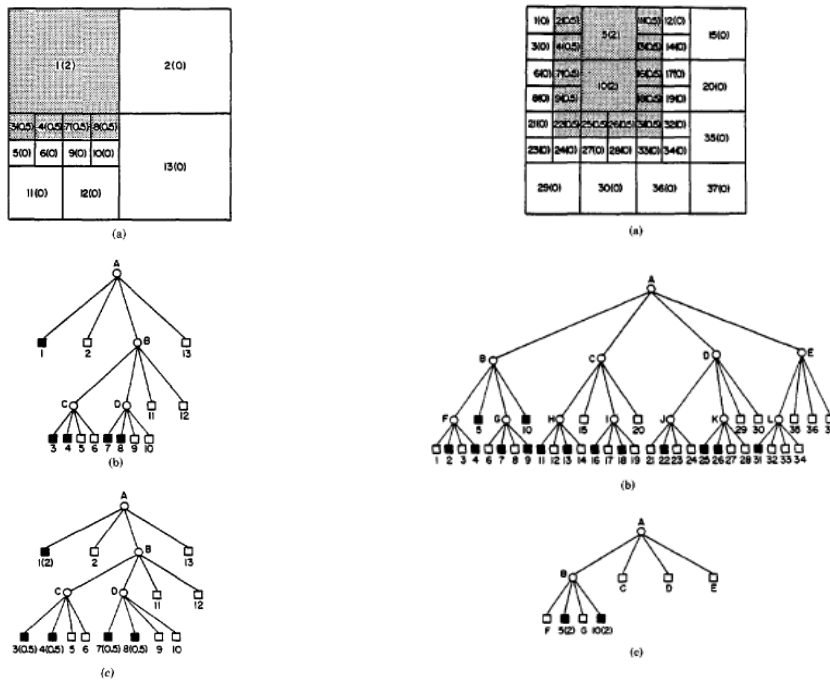 1(2) 2(0)
3(0.5) 4(0.5) 7(0.5) 8(0.5)
5(0) 6(0) 9(0) 10(0)
13(0)
11(0) 12(0)
(a)
A
1 2 B 13
C D 11 12
3 4 5 6 7 8 9 10
(b)
A
1(2) 2 B 13
C D 11 12
3(0.5) 4(0.5) 5 6 7(0.5) 8(0.5) 9 10
(c)
1(0) 2(0.5) 5(2) 11(0.5) 12(0) 15(0)
3(0) 4(0.5) 13(0.5) 14(0)
6(0) 7(0.5) 10(2) 16(0.5) 17(0) 20(0)
8(0) 9(0.5) 18(0.5) 19(0)
21(0) 22(0.5) 25(0.5) 26(0.5) 31(0.5) 32(0) 35(0)
23(0) 24(0) 27(0) 28(0) 33(0) 34(0)
29(0) 30(0) 36(0) 37(0)
(a)
A
B C D E
F 5 G 10 H 15 I 20 J K 29 30 L 35 36 3
1 2 3 4 6 7 8 9 11 12 13 14 16 17 18 19 21 22 23 24 25 26 27 28 31 32 33 34
(b)
A
B C D E
F 5(2) G 10(2)
(c)